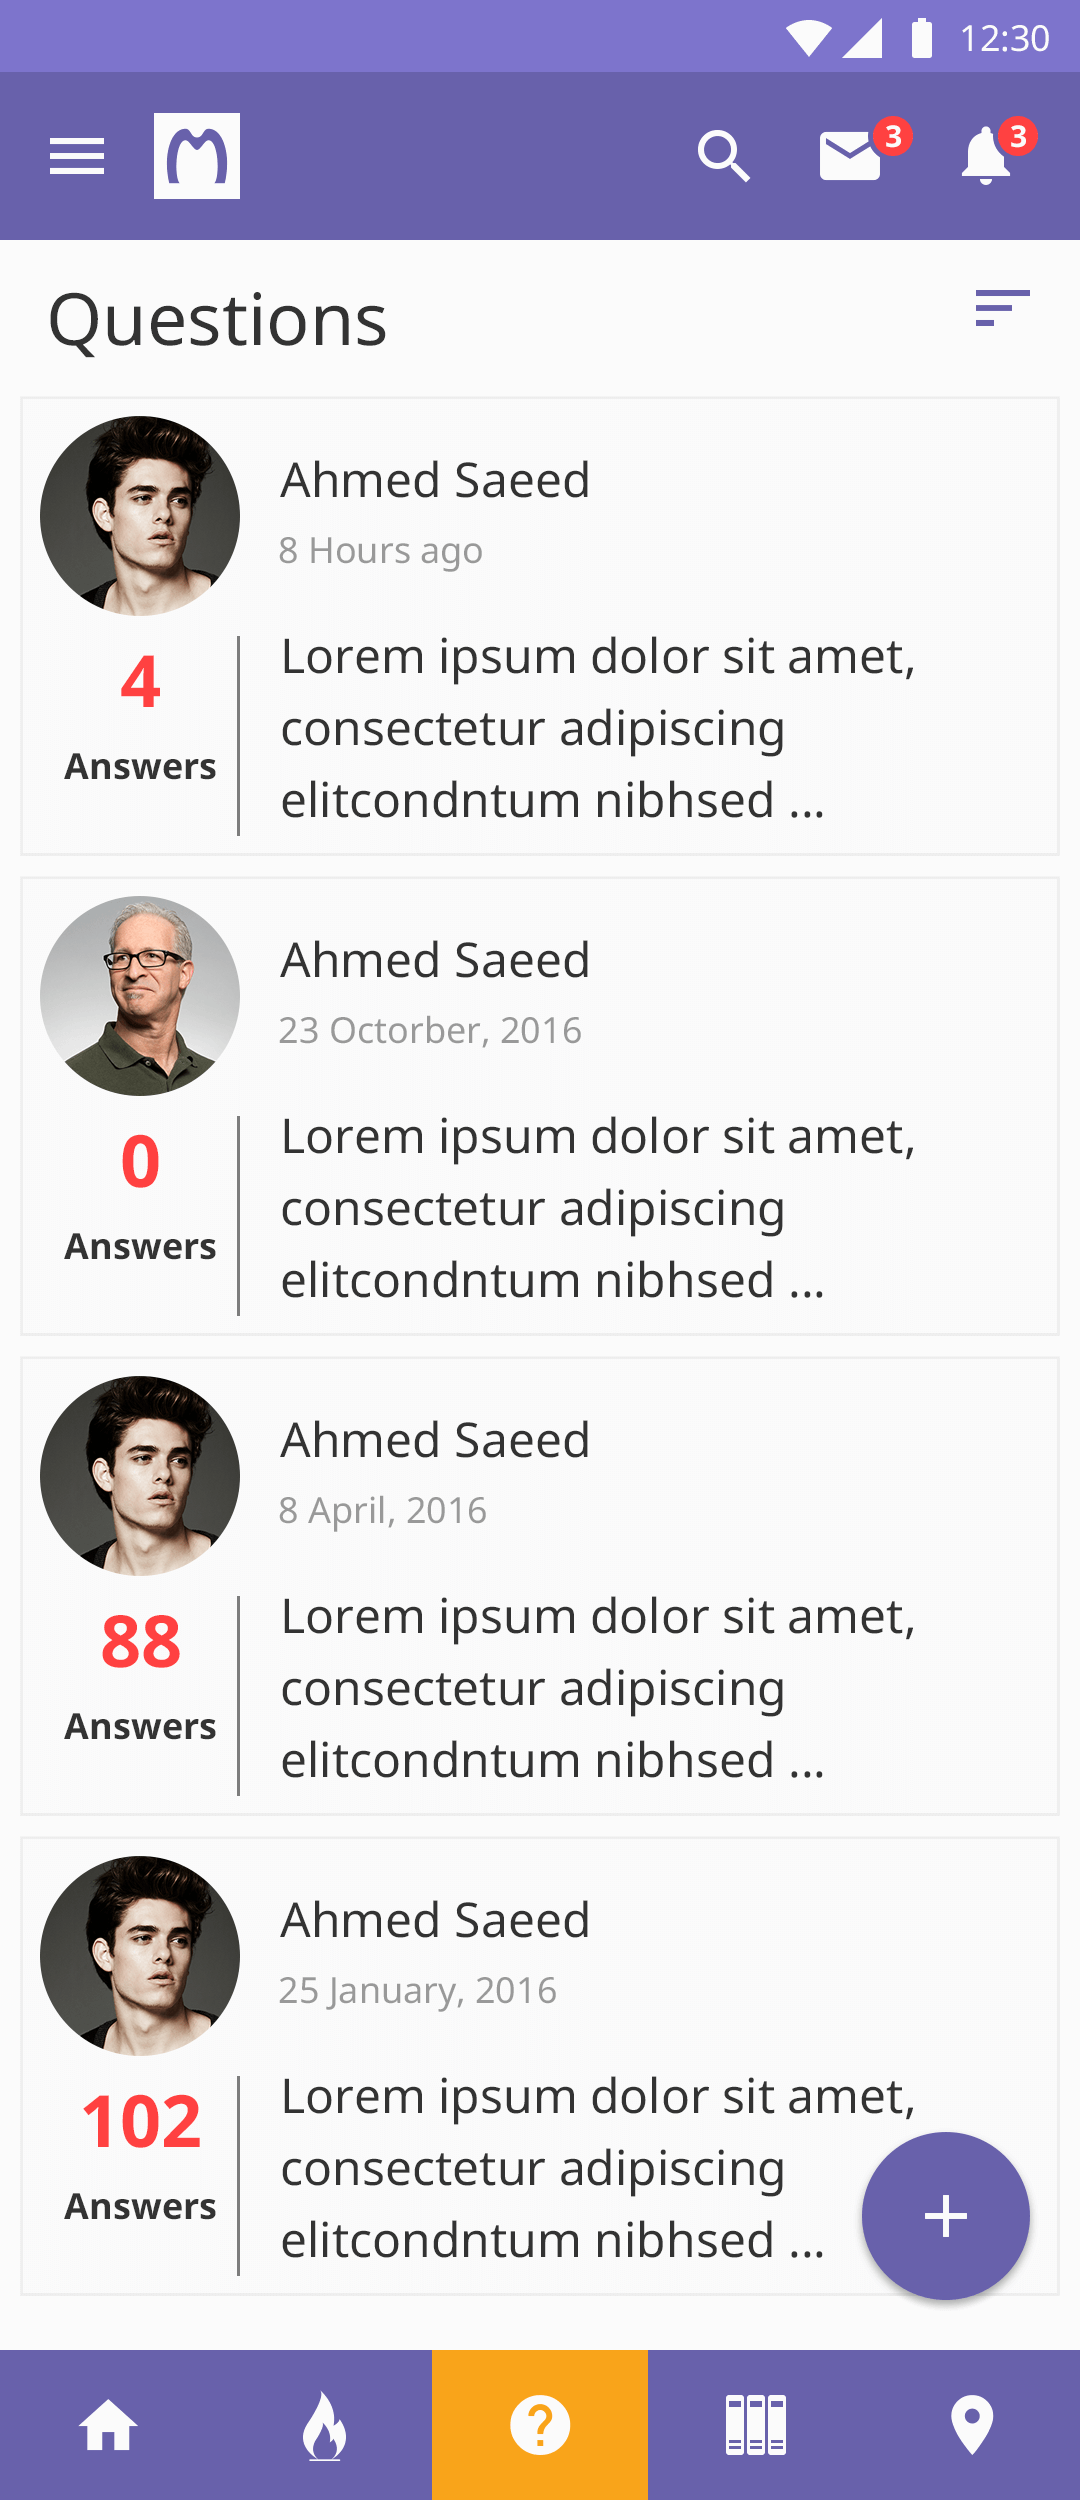 12:30
3
3
Questions
Ahmed Saeed
8 Hours ago
4
Answers
Lorem ipsum dolor sit amet,
consectetur adipiscing
elitcondntum nibhsed ...
Ahmed Saeed
23 Octorber, 2016
0
Answers
Lorem ipsum dolor sit amet,
consectetur adipiscing
elitcondntum nibhsed ...
Ahmed Saeed
8 April, 2016
88
Answers
Lorem ipsum dolor sit amet,
consectetur adipiscing
elitcondntum nibhsed ...
Ahmed Saeed
25 January, 2016
102
Answers
Lorem ipsum dolor sit amet,
consectetur adipiscing
elitcondntum nibhsed ...